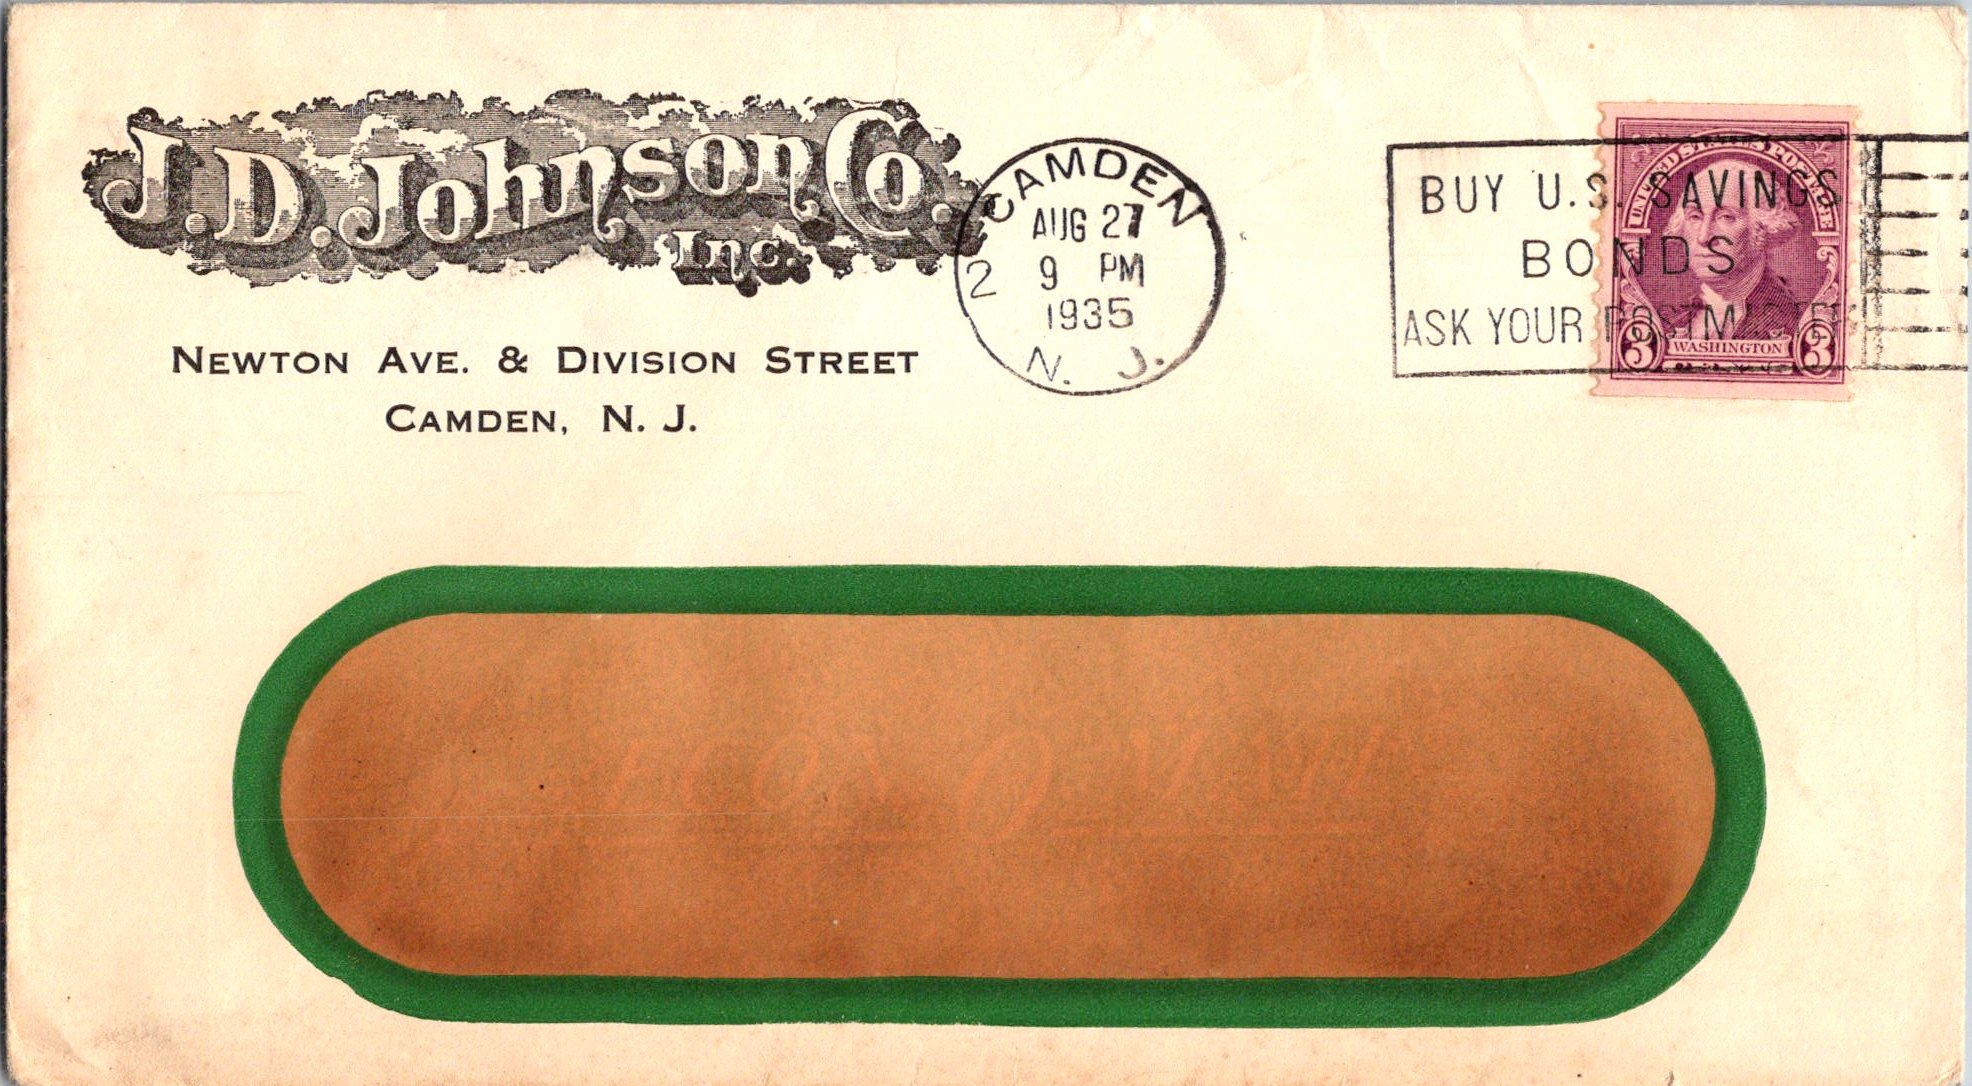 J. D. Johnson Co.
Inc.
NEWTON AVE. & DIVISION STREET
CAMDEN, N. J.
CAMDEN
AUG 27
2 9 PM
1935
N. J.
BUY U.S. SAVINGS
BONDS
ASK YOUR POSTMASTER
UNITED STATES POSTAGE
3 WASHINGTON 3